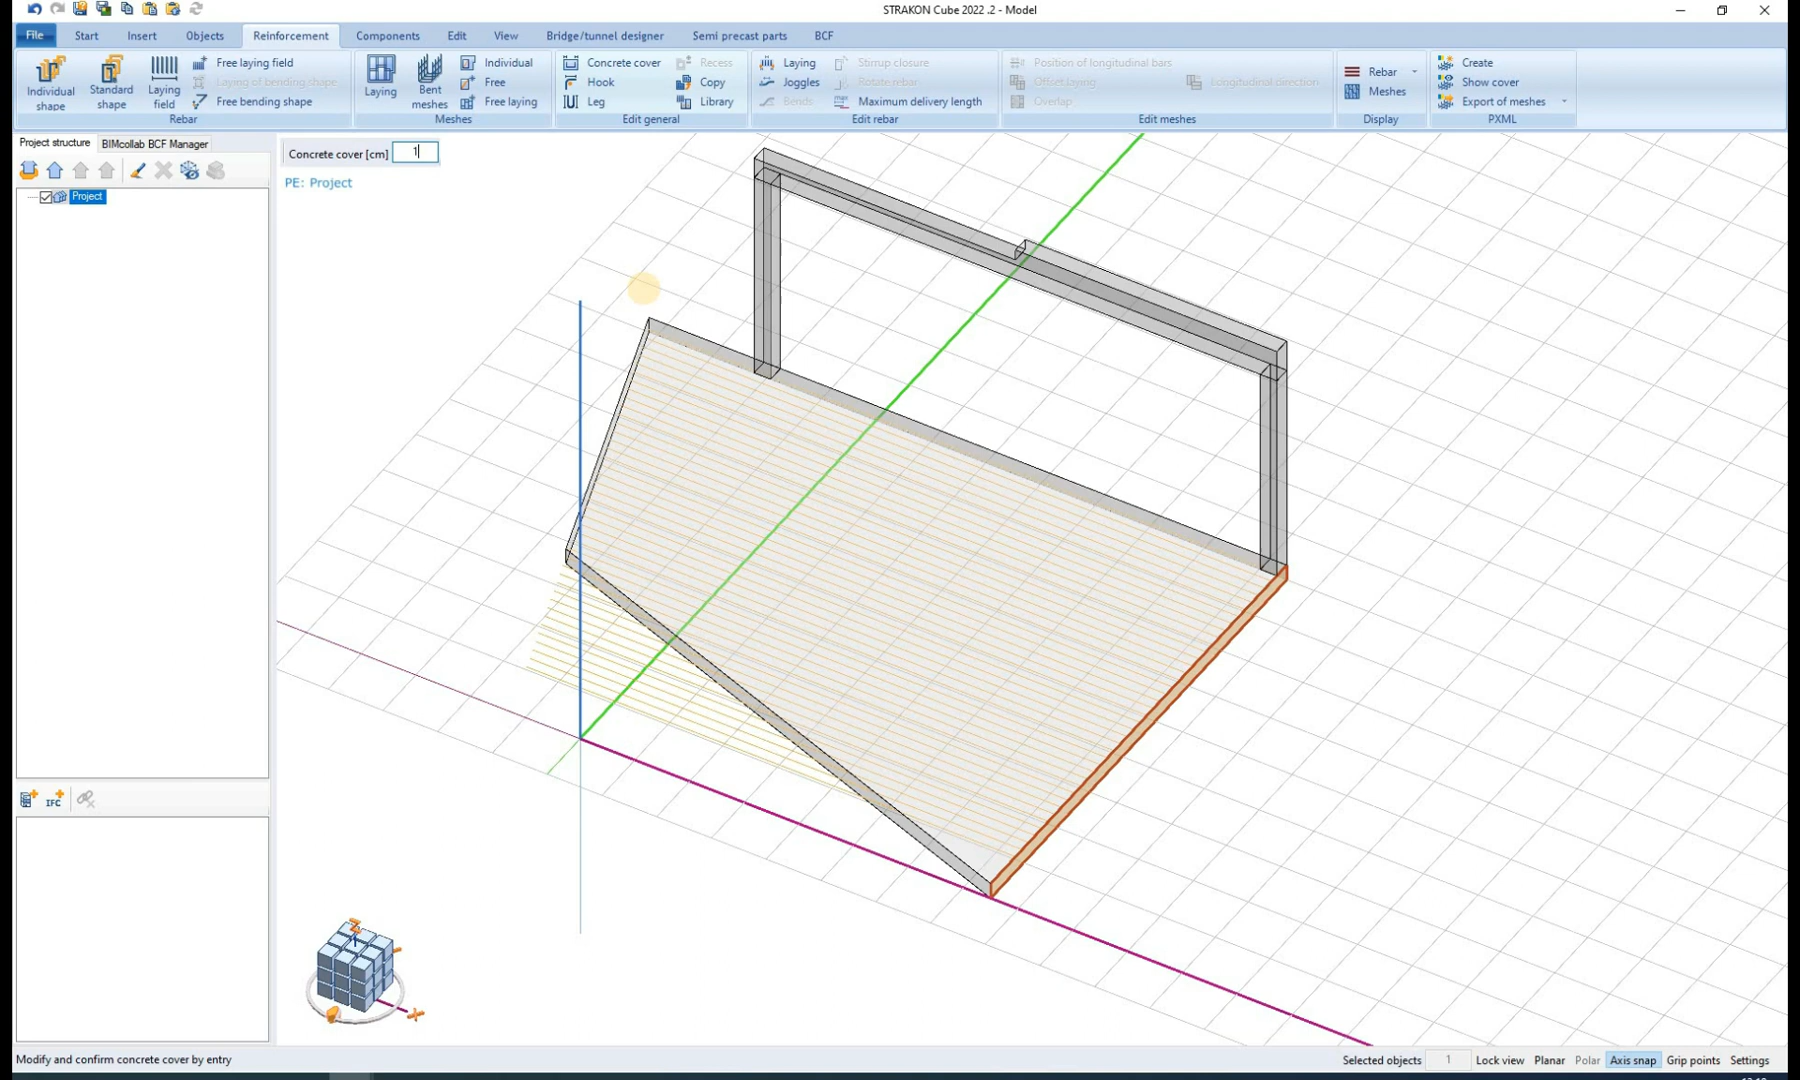 STRAKON Cube 2022 .2 - Model
File Start Insert Objects Reinforcement Components Edit View Bridge/tunnel designer Semi precast parts BCF
Individual shape
Standard shape
Laying field
Free laying field
Laying of bending shape
Free bending shape
Rebar
Laying
Bent meshes
Individual
Free
Free laying
Meshes
Concrete cover
Hook
Leg
Recess
Copy
Library
Edit general
Laying
Joggles
Bends
Stirrup closure
Rotate rebar
Maximum delivery length
Edit rebar
Position of longitudinal bars
Offset laying
Overlap
Longitudinal direction
Edit meshes
Rebar
Meshes
Display
Create
Show cover
Export of meshes
PXML
Project structure BIMcollab BCF Manager
Concrete cover [cm] 1
PE: Project
Project
IFC
Z
Modify and confirm concrete cover by entry
Selected objects 1 Lock view Planar Polar Axis snap Grip points Settings